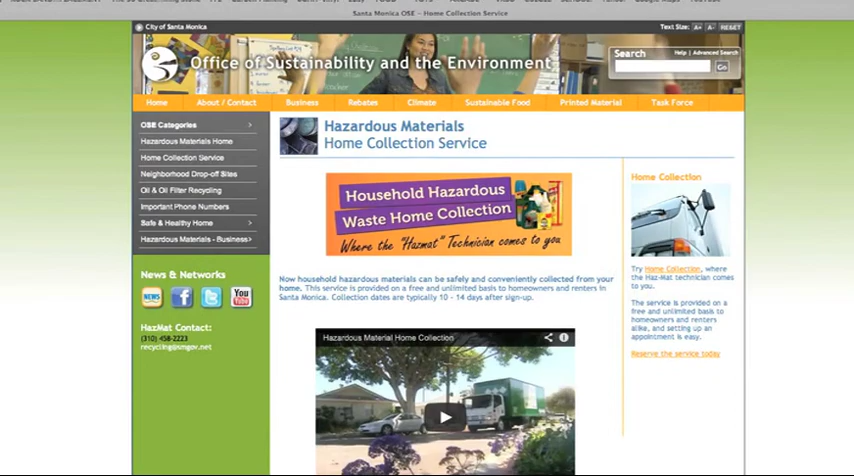 Santa Monica OSE – Home Collection Service
City of Santa Monica
Text Size: A+ A- RESET
Office of Sustainability and the Environment
Search
Help | Advanced Search
Go
Home About / Contact Business Rebates Climate Sustainable Food Printed Material Task Force
OSE Categories >
Hazardous Materials Home
Home Collection Service
Neighborhood Drop-off Sites
Oil & Oil Filter Recycling
Important Phone Numbers
Safe & Healthy Home >
Hazardous Materials - Business>
News & Networks
NEWS
You
Tube
HazMat Contact:
(310) 458-2223
recycling@smgov.net
Hazardous Materials
Home Collection Service
Household Hazardous
Waste Home Collection
Where the "Hazmat" Technician comes to you
Now household hazardous materials can be safely and conveniently collected from your
home. This service is provided on a free and unlimited basis to homeowners and renters in
Santa Monica. Collection dates are typically 10 - 14 days after sign-up.
Hazardous Material Home Collection
Home Collection
Try Home Collection, where
the Haz-Mat technician comes
to you.
The service is provided on a
free and unlimited basis to
homeowners and renters
alike, and setting up an
appointment is easy.
Reserve the service today